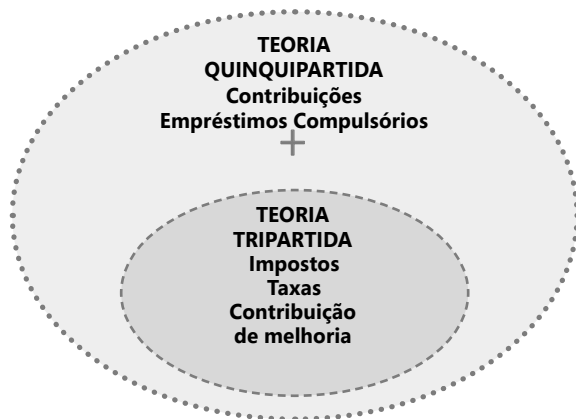 TEORIA
QUINQUIPARTIDA
Contribuições
Empréstimos Compulsórios
+
TEORIA
TRIPARTIDA
Impostos
Taxas
Contribuição
de melhoria